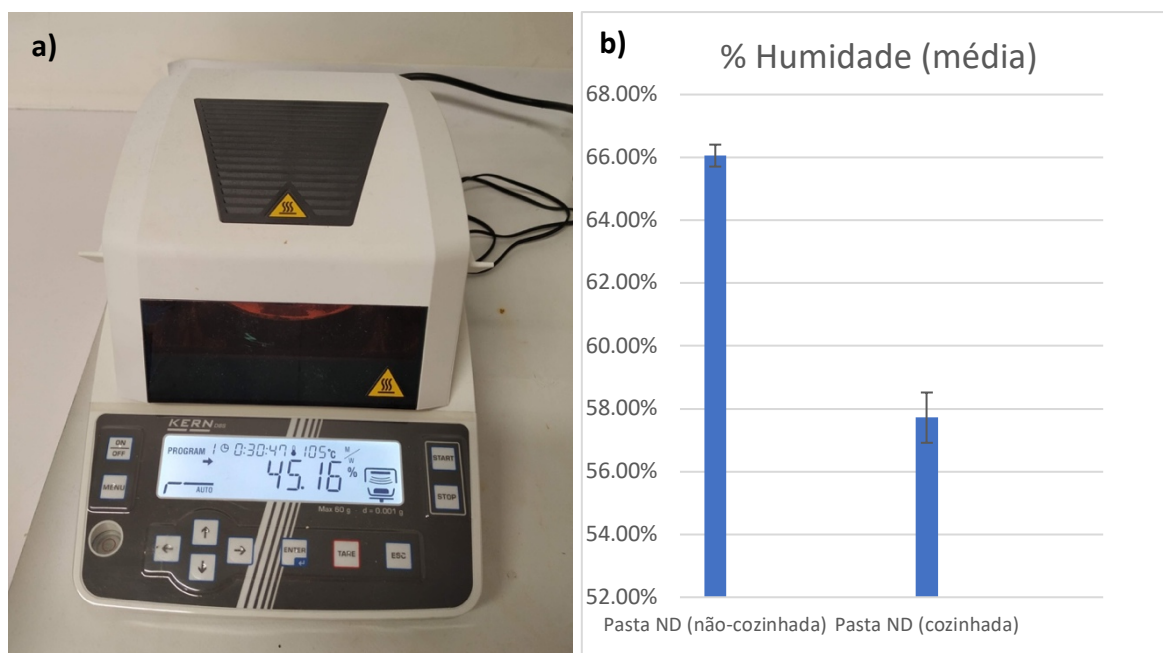 a)
KERN DBS
ON
OFF
MENU
PROGRAM 1 0:30:47 105°C M/W
45.16 %
AUTO
Max 60 g d = 0.001 g
START
STOP
ENTER
TARE
ESC
b)
% Humidade (média)
68.00%
66.00%
64.00%
62.00%
60.00%
58.00%
56.00%
54.00%
52.00%
Pasta ND (não-cozinhada) Pasta ND (cozinhada)